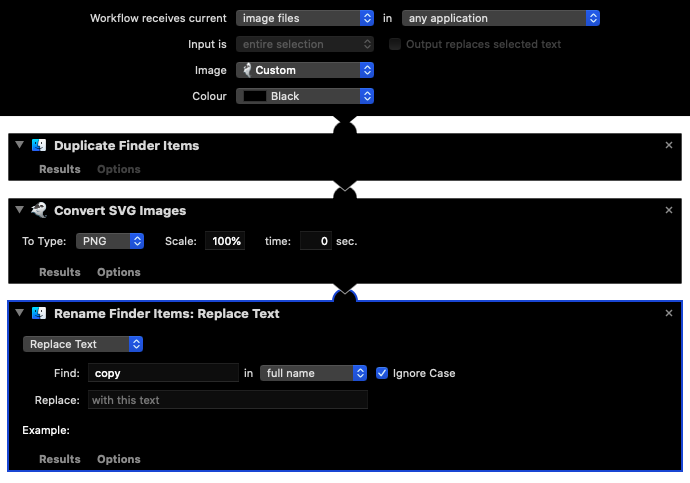 Workflow receives current image files in any application
Input is entire selection Output replaces selected text
Image Custom
Colour Black
Duplicate Finder Items
Results Options
Convert SVG Images
To Type: PNG Scale: 100% time: 0 sec.
Results Options
Rename Finder Items: Replace Text
Replace Text
Find: copy in full name Ignore Case
Replace: with this text
Example:
Results Options